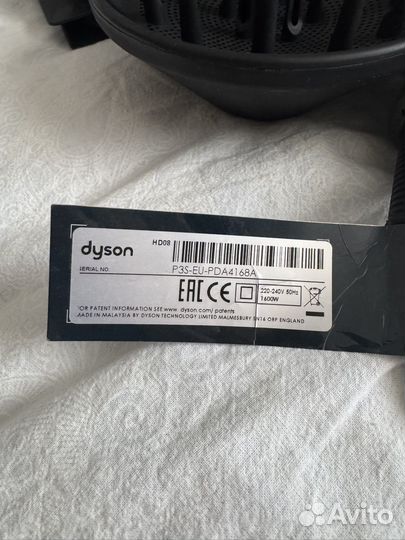 dyson HD08
SERIAL NO. P3S-EU-PDA4168A
EAC CE 220-240V 50Hz
1600W
FOR PATENT INFORMATION SEE www.dyson.com/patents
MADE IN MALAYSIA BY DYSON TECHNOLOGY LIMITED MALMESBURY SN16 0RP ENGLAND
Avito